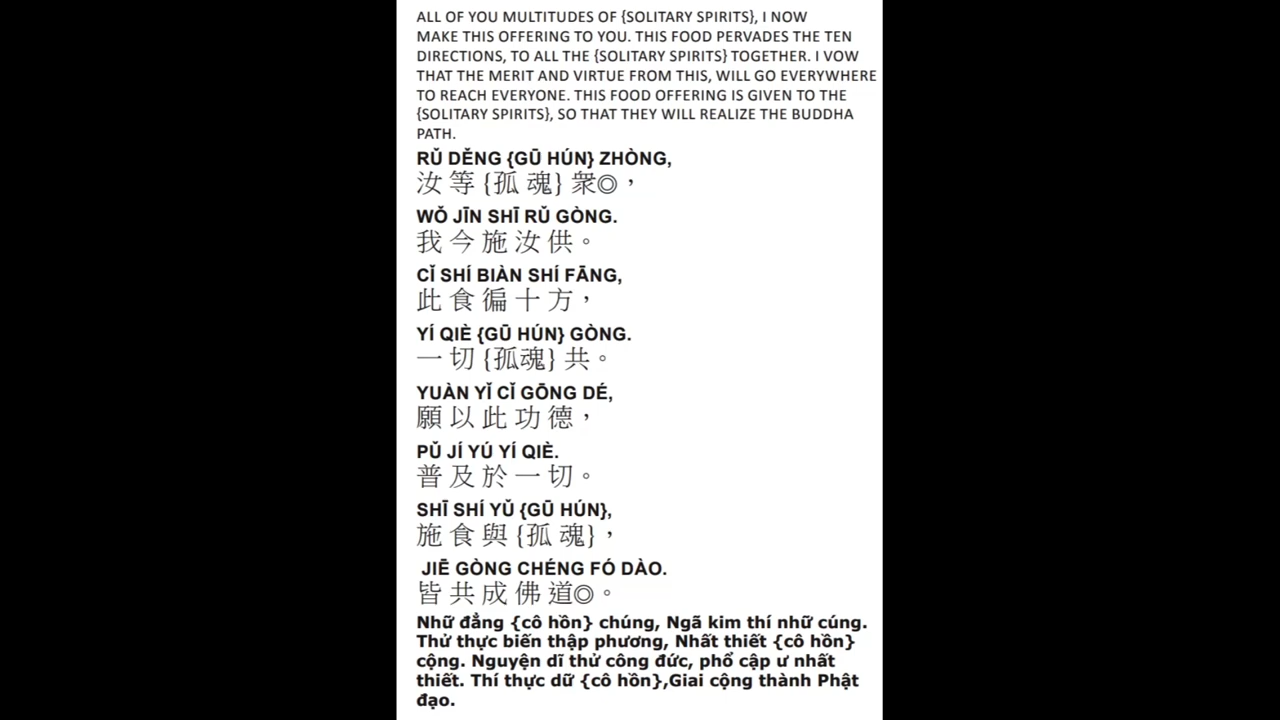 ALL OF YOU MULTITUDES OF {SOLITARY SPIRITS}, I NOW
MAKE THIS OFFERING TO YOU. THIS FOOD PERVADES THE TEN
DIRECTIONS, TO ALL THE {SOLITARY SPIRITS} TOGETHER. I VOW
THAT THE MERIT AND VIRTUE FROM THIS, WILL GO EVERYWHERE
TO REACH EVERYONE. THIS FOOD OFFERING IS GIVEN TO THE
{SOLITARY SPIRITS}, SO THAT THEY WILL REALIZE THE BUDDHA
PATH.
RǓ DĚNG {GŪ HÚN} ZHÒNG,
汝 等 {孤 魂} 衆◎，
WǑ JĪN SHĪ RǓ GÒNG.
我 今 施 汝 供。
CǏ SHÍ BIÀN SHÍ FĀNG,
此 食 徧 十 方，
YÍ QIÈ {GŪ HÚN} GÒNG.
一 切 {孤魂} 共。
YUÀN YǏ CǏ GŌNG DÉ,
願 以 此 功 德，
PǓ JÍ YÚ YÍ QIÈ.
普 及 於 一 切。
SHĪ SHÍ YǓ {GŪ HÚN},
施 食 與 {孤 魂}，
JIĒ GÒNG CHÉNG FÓ DÀO.
皆 共 成 佛 道◎。
Nhữ đẳng {cô hồn} chúng, Ngã kim thí nhữ cúng.
Thử thực biến thập phương, Nhất thiết {cô hồn}
cộng. Nguyện dĩ thử công đức, phổ cập ư nhất
thiết. Thí thực dữ {cô hồn},Giai cộng thành Phật
đạo.